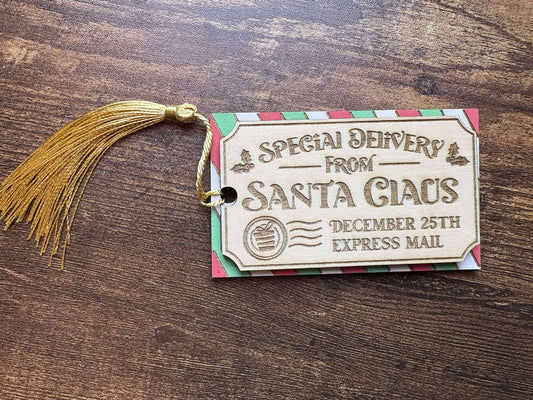 SPECIAL DELIVERY
FROM
SANTA CLAUS
DECEMBER 25TH
EXPRESS MAIL